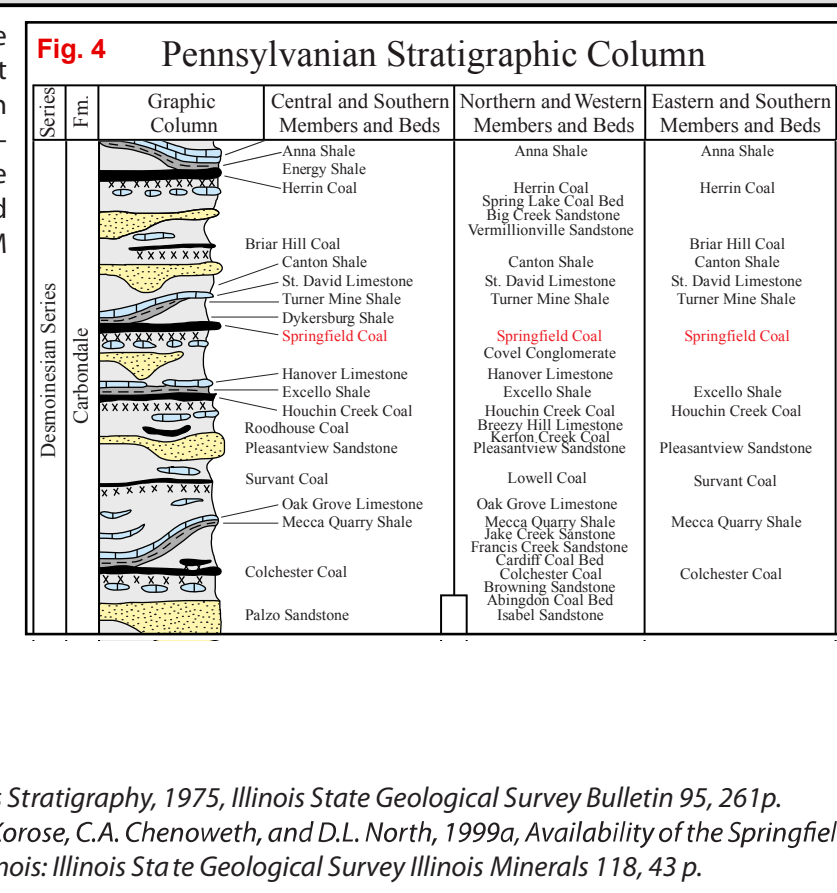 e
t
n
–
e
d
M
Fig. 4 Pennsylvanian Stratigraphic Column
Series
Fm.
Graphic Column
Central and Southern Members and Beds
Northern and Western Members and Beds
Eastern and Southern Members and Beds
Desmoinesian Series
Carbondale
Anna Shale
Energy Shale
Herrin Coal
Briar Hill Coal
Canton Shale
St. David Limestone
Turner Mine Shale
Dykersburg Shale
Springfield Coal
Hanover Limestone
Excello Shale
Houchin Creek Coal
Roodhouse Coal
Pleasantview Sandstone
Survant Coal
Oak Grove Limestone
Mecca Quarry Shale
Colchester Coal
Palzo Sandstone
Anna Shale
Herrin Coal
Spring Lake Coal Bed
Big Creek Sandstone
Vermillionville Sandstone
Canton Shale
St. David Limestone
Turner Mine Shale
Springfield Coal
Covel Conglomerate
Hanover Limestone
Excello Shale
Houchin Creek Coal
Breezy Hill Limestone
Kerton Creek Coal
Pleasantview Sandstone
Lowell Coal
Oak Grove Limestone
Mecca Quarry Shale
Jake Creek Sanstone
Francis Creek Sandstone
Cardiff Coal Bed
Colchester Coal
Browning Sandstone
Abingdon Coal Bed
Isabel Sandstone
Anna Shale
Herrin Coal
Briar Hill Coal
Canton Shale
St. David Limestone
Turner Mine Shale
Springfield Coal
Excello Shale
Houchin Creek Coal
Pleasantview Sandstone
Survant Coal
Mecca Quarry Shale
Colchester Coal
s Stratigraphy, 1975, Illinois State Geological Survey Bulletin 95, 261p.
Korose, C.A. Chenoweth, and D.L. North, 1999a, Availability of the Springfiel
nois: Illinois State Geological Survey Illinois Minerals 118, 43 p.